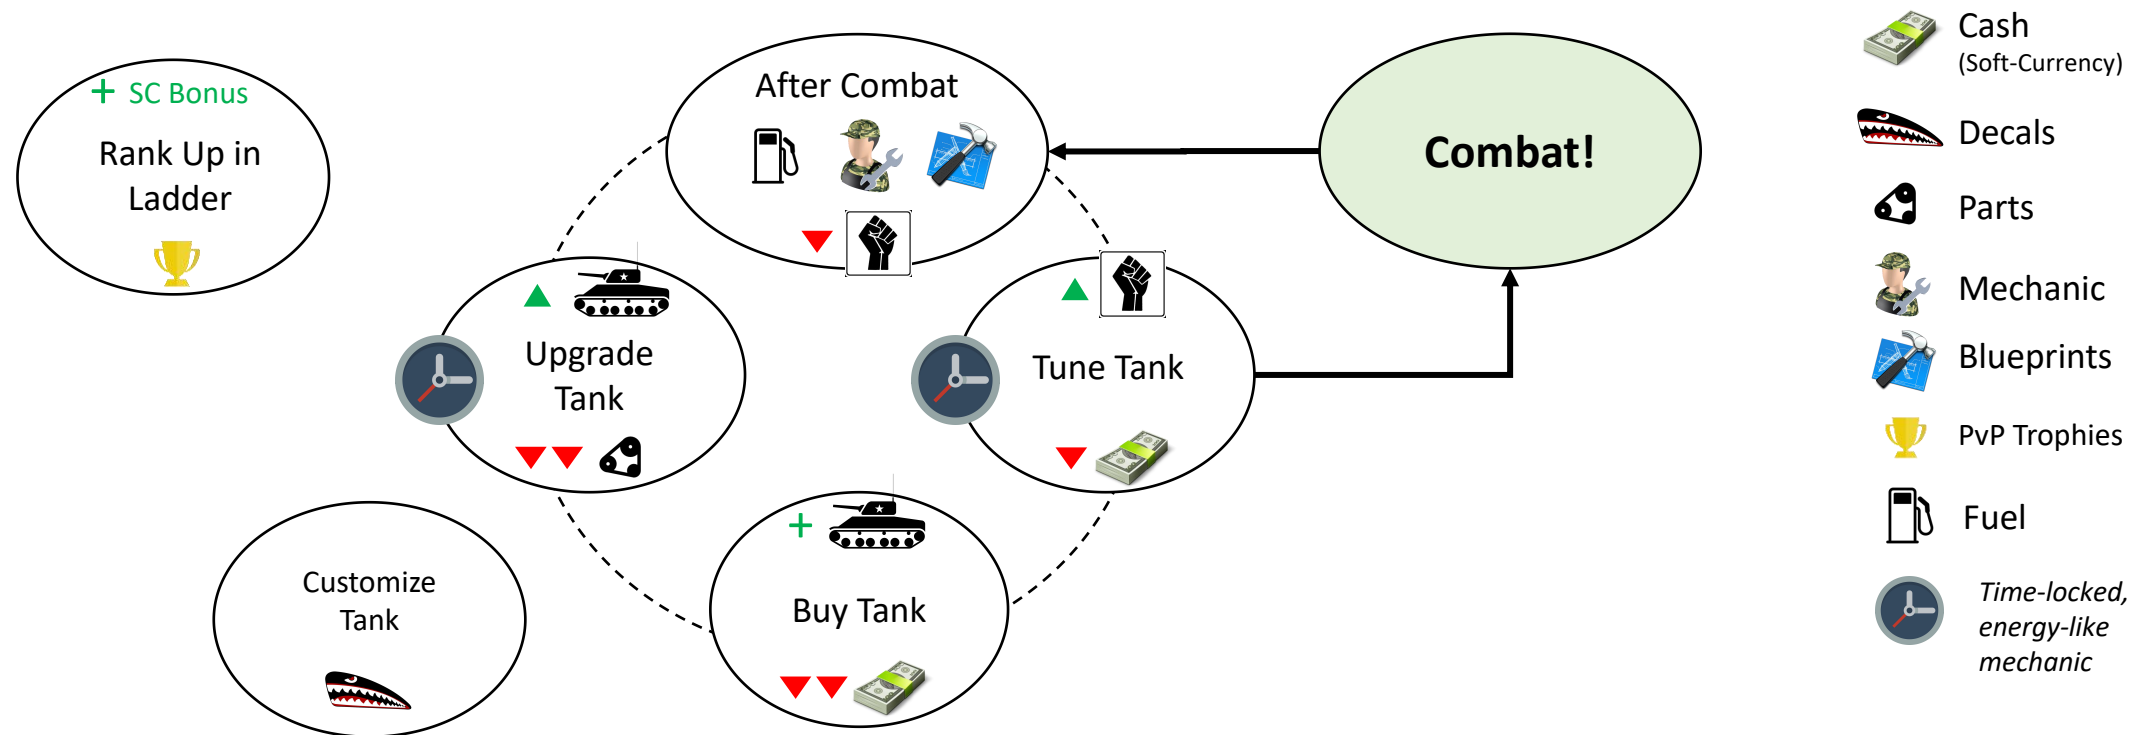 + SC Bonus
Rank Up in
Ladder
After Combat
Combat!
Upgrade
Tank
Tune Tank
Customize
Tank
+
Buy Tank
Cash
(Soft-Currency)
Decals
Parts
Mechanic
Blueprints
PvP Trophies
Fuel
Time-locked,
energy-like
mechanic